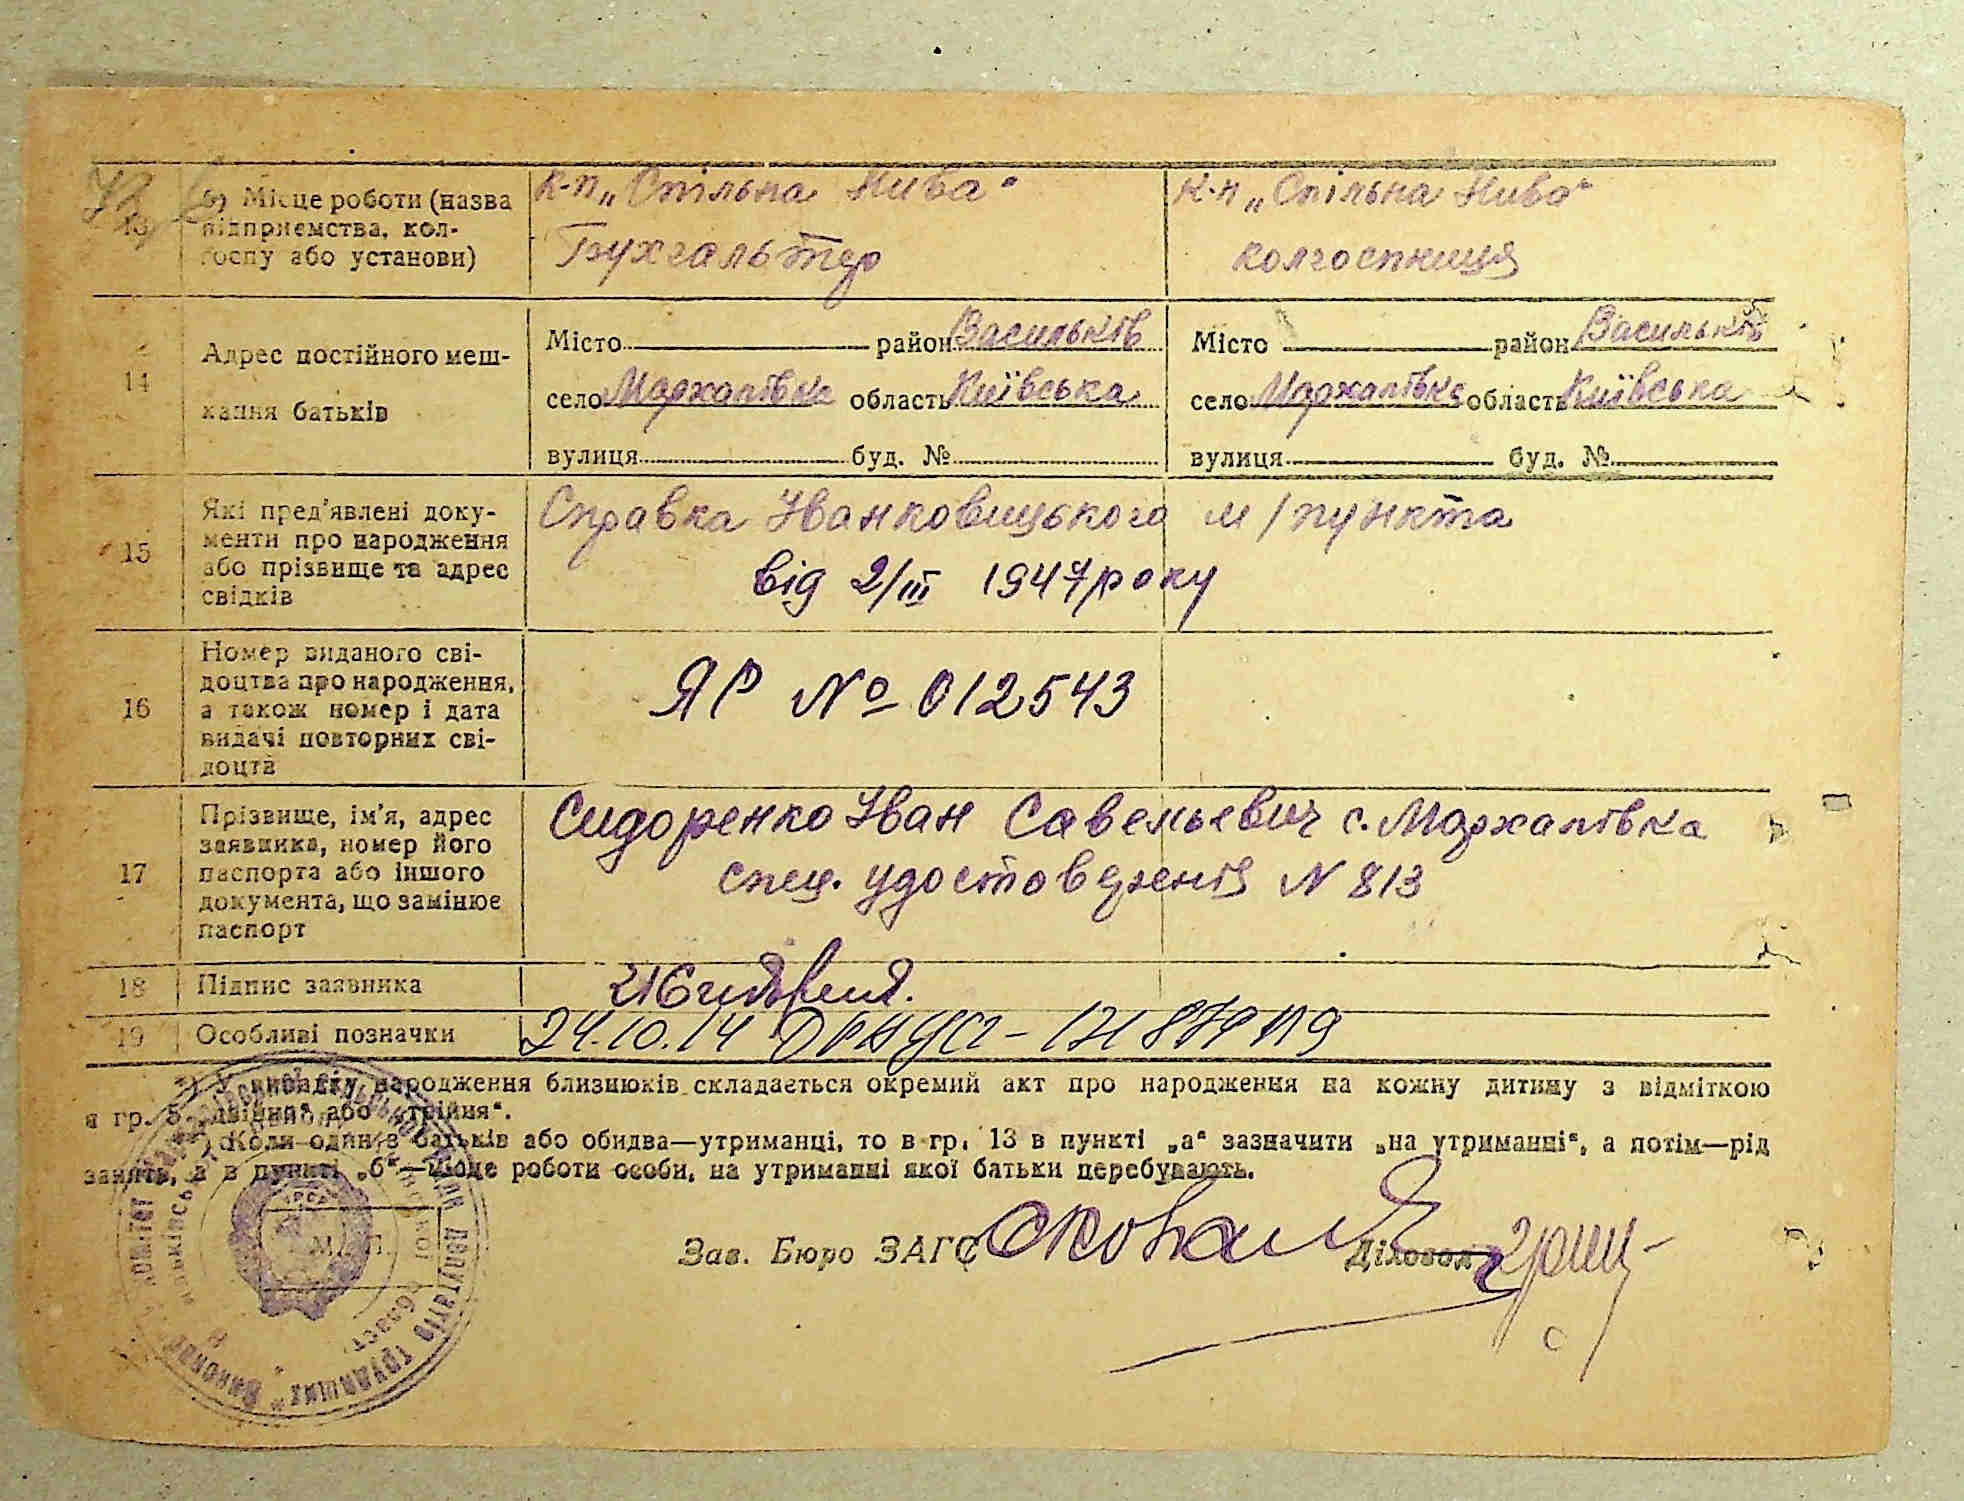 б) Місце роботи (назва
13 підприємства, кол-
госпу або установи)
к-п „Спільна Нива“
Бухгальтер
к-п „Спільна Нива“
колгоспниця
14
Адрес постійного меш-
кання батьків
Місто район Васильків
село Мархалівка область Київська
вулиця буд. №
Місто район Васильків
село Мархалівка область Київська
вулиця буд. №
15
Які пред'явлені доку-
менти про народження
або прізвище та адрес
свідків
Справка Іванковицького м/пункта
від 2/III 1947 року
16
Номер виданого сві-
доцтва про народження,
а також номер і дата
видачі повторних сві-
доцтв
ЯР № 012543
17
Прізвище, ім'я, адрес
заявника, номер його
паспорта або іншого
документа, що замінює
паспорт
Сидоренко Іван Савельевич с. Мархалівка
спец. удостоверенія N 813
18 Підпис заявника
19 Особливі позначки
24.10.14
*) У випадку народження близнюків складається окремий акт про народження на кожну дитину з відміткою
в гр. 5 „двійня“ або „трійня“.
Коли один з батьків або обидва—утриманці, то в гр. 13 в пункті „а“ зазначити „на утриманні“, а потім—рід
занять, а в пункті „б“—місце роботи особи, на утриманні якої батьки перебувають.
М. П.
Зав. Бюро ЗАГС Діловод
депутатів трудящих